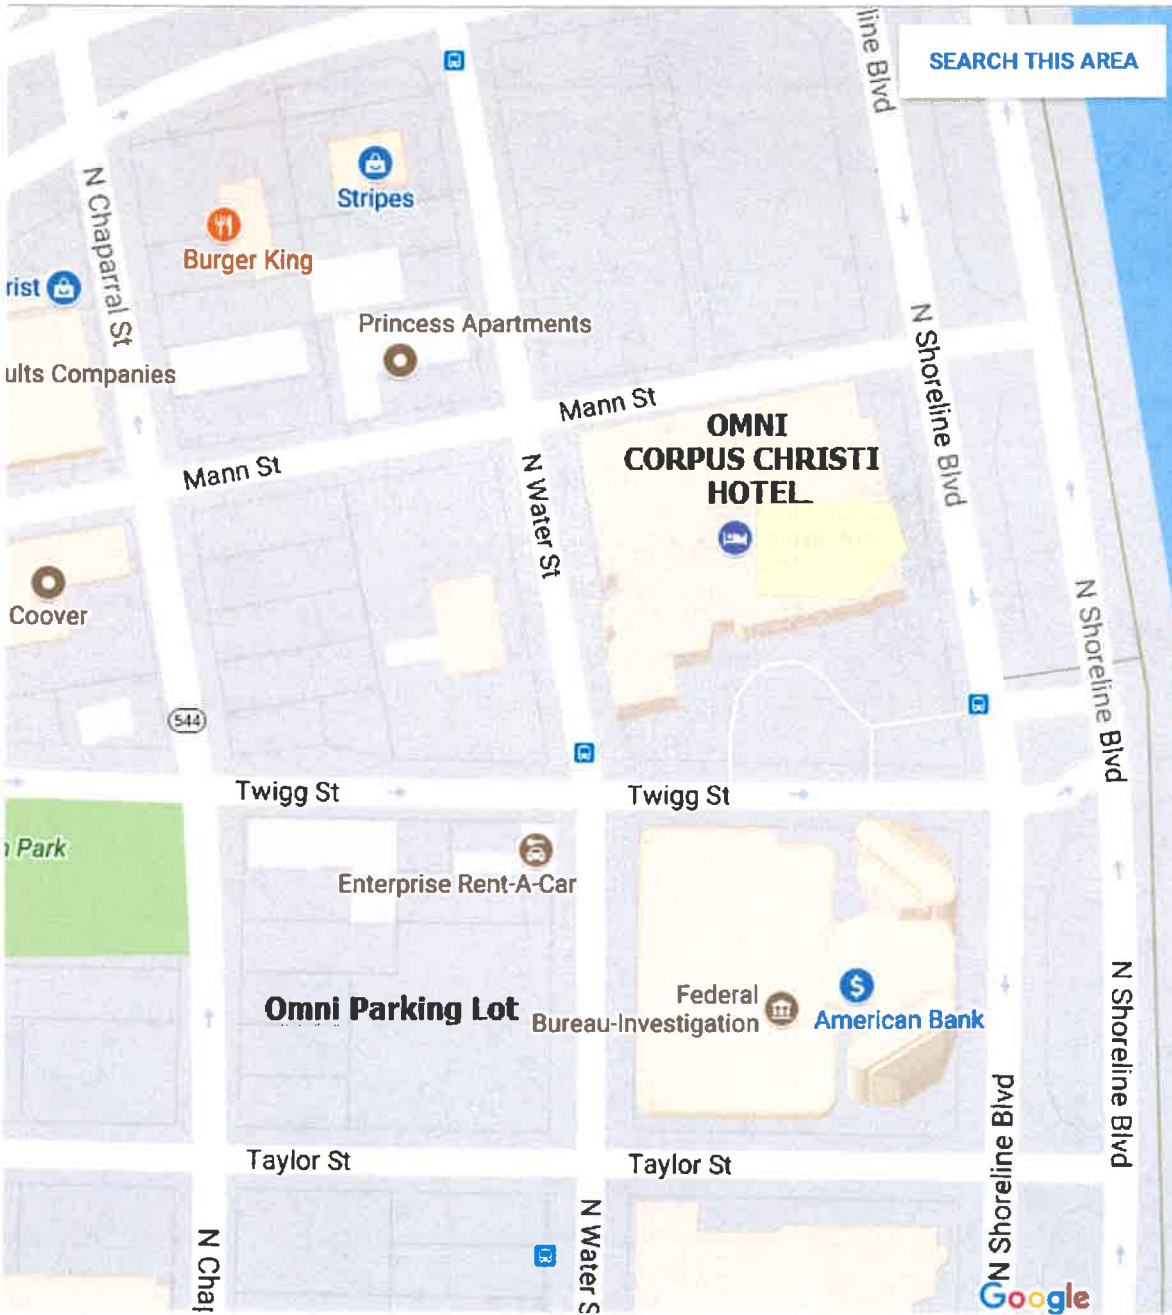 line Blvd
SEARCH THIS AREA
N Chaparral St
Stripes
Burger King
rist
Princess Apartments
ults Companies
N Shoreline Blvd
Mann St
OMNI
CORPUS CHRISTI
HOTEL
Mann St
N Water St
Coover
N Shoreline Blvd
544
Twigg St
Twigg St
Park
Enterprise Rent-A-Car
Omni Parking Lot
Federal
Bureau-Investigation
American Bank
N Shoreline Blvd
N Shoreline Blvd
Taylor St
Taylor St
N Chap
N Water S
Google